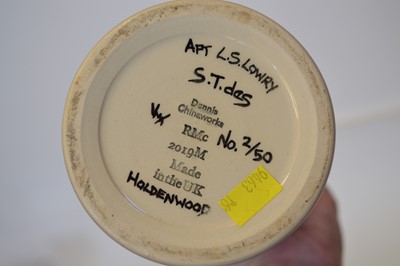 APT L.S.LOWRY
S.T.des
Dennis
Chinaworks
RMc
2019M
No. 2/50
Made
in the UK
HOLDENWOOD